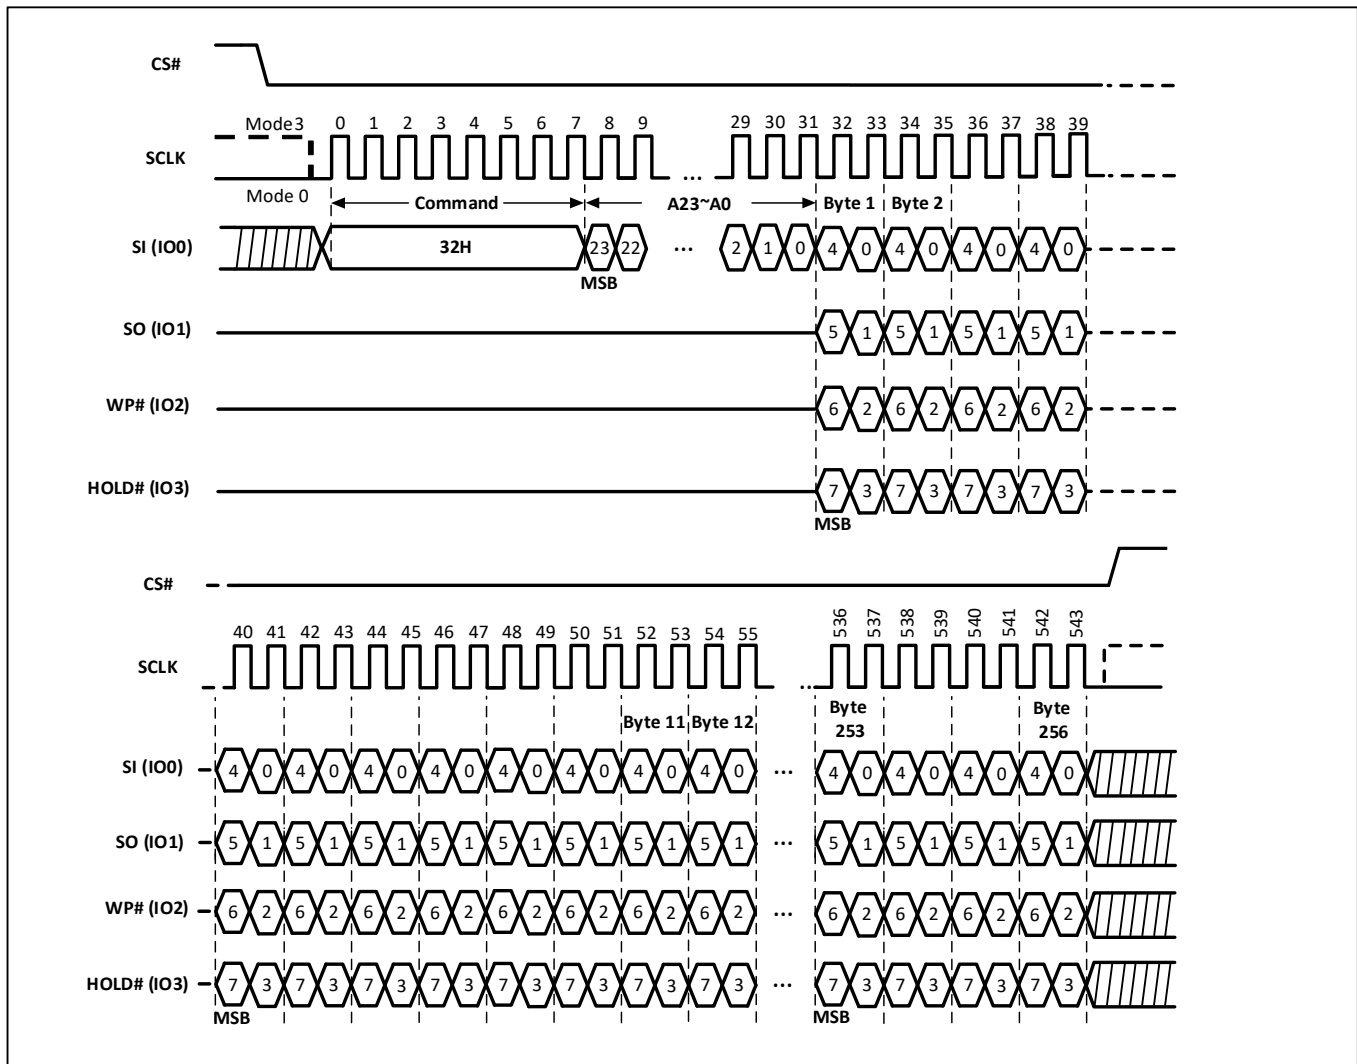 CS#
Mode3 0 1 2 3 4 5 6 7 8 9 29 30 31 32 33 34 35 36 37 38 39
SCLK ...
Mode 0 Command A23~A0 Byte 1 Byte 2
SI (IO0) 32H 23 22 ... 2 1 0 4 0 4 0 4 0 4 0
MSB
SO (IO1) 5 1 5 1 5 1 5 1
WP# (IO2) 6 2 6 2 6 2 6 2
HOLD# (IO3) 7 3 7 3 7 3 7 3
MSB
CS#
40 41 42 43 44 45 46 47 48 49 50 51 52 53 54 55 536 537 538 539 540 541 542 543
SCLK ...
Byte 11 Byte 12 Byte 253 Byte 256
SI (IO0) 4 0 4 0 4 0 4 0 4 0 4 0 4 0 4 0 ... 4 0 4 0 4 0 4 0
SO (IO1) 5 1 5 1 5 1 5 1 5 1 5 1 5 1 5 1 ... 5 1 5 1 5 1 5 1
WP# (IO2) 6 2 6 2 6 2 6 2 6 2 6 2 6 2 6 2 ... 6 2 6 2 6 2 6 2
HOLD# (IO3) 7 3 7 3 7 3 7 3 7 3 7 3 7 3 7 3 ... 7 3 7 3 7 3 7 3
MSB MSB